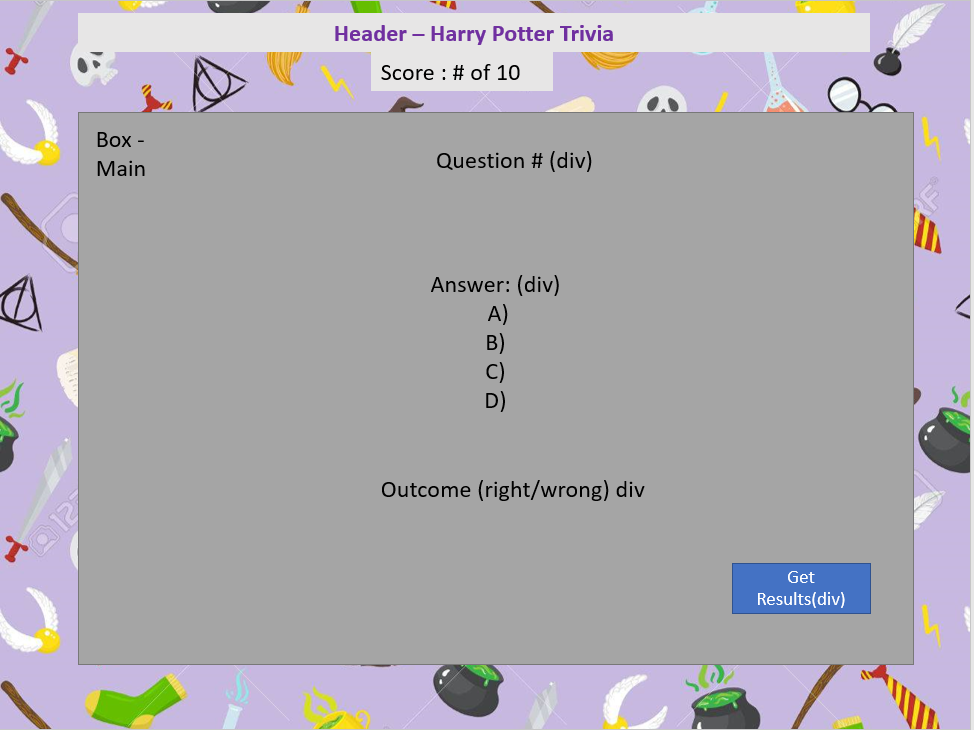 Header – Harry Potter Trivia
Score : # of 10
Box -
Main
Question # (div)
Answer: (div)
A)
B)
C)
D)
Outcome (right/wrong) div
Get
Results(div)